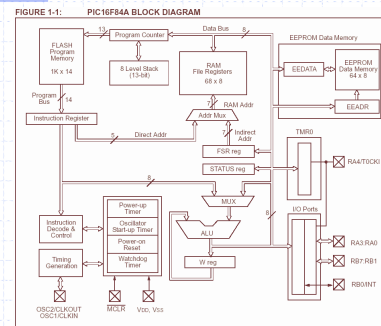 FIGURE 1-1: PIC16F84A BLOCK DIAGRAM
13
Program Counter
Data Bus
8
FLASH
Program
Memory
1K x 14
8 Level Stack
(13-bit)
RAM
File Registers
68 x 8
EEPROM Data Memory
EEDATA
EEPROM
Data Memory
64 x 8
EEADR
Program
Bus
14
7
RAM Addr
Addr Mux
Instruction Register
5
Direct Addr
7
Indirect
Addr
FSR reg
STATUS reg
TMR0
RA4/T0CKI
8
MUX
8
I/O Ports
Power-up
Timer
Oscillator
Start-up Timer
Power-on
Reset
Watchdog
Timer
Instruction
Decode &
Control
ALU
Timing
Generation
W reg
RA3:RA0
RB7:RB1
RB0/INT
OSC2/CLKOUT
OSC1/CLKIN
MCLR
VDD, VSS